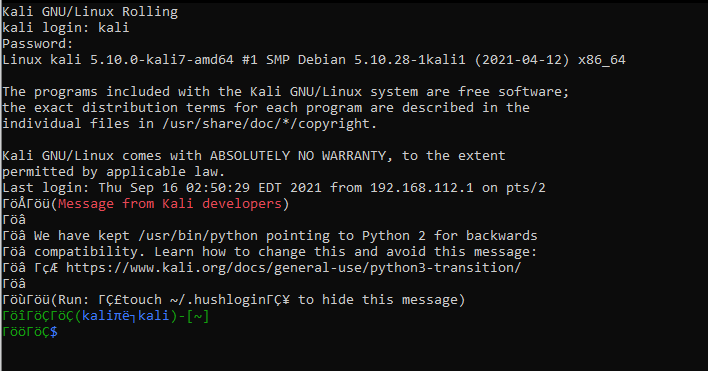 Kali GNU/Linux Rolling
kali login: kali
Password:
Linux kali 5.10.0-kali7-amd64 #1 SMP Debian 5.10.28-1kali1 (2021-04-12) x86_64
The programs included with the Kali GNU/Linux system are free software;
the exact distribution terms for each program are described in the
individual files in /usr/share/doc/*/copyright.
Kali GNU/Linux comes with ABSOLUTELY NO WARRANTY, to the extent
permitted by applicable law.
Last login: Thu Sep 16 02:50:29 EDT 2021 from 192.168.112.1 on pts/2
ΓöÅΓöü(Message from Kali developers)
Γöâ
Γöâ We have kept /usr/bin/python pointing to Python 2 for backwards
Γöâ compatibility. Learn how to change this and avoid this message:
Γöâ ΓçÆ https://www.kali.org/docs/general-use/python3-transition/
Γöâ
ΓöùΓöü(Run: ΓÇ£touch ~/.hushloginΓÇ¥ to hide this message)
ΓöîΓöÇΓöÇ(kaliπë┐kali)-[~]
ΓööΓöÇ$